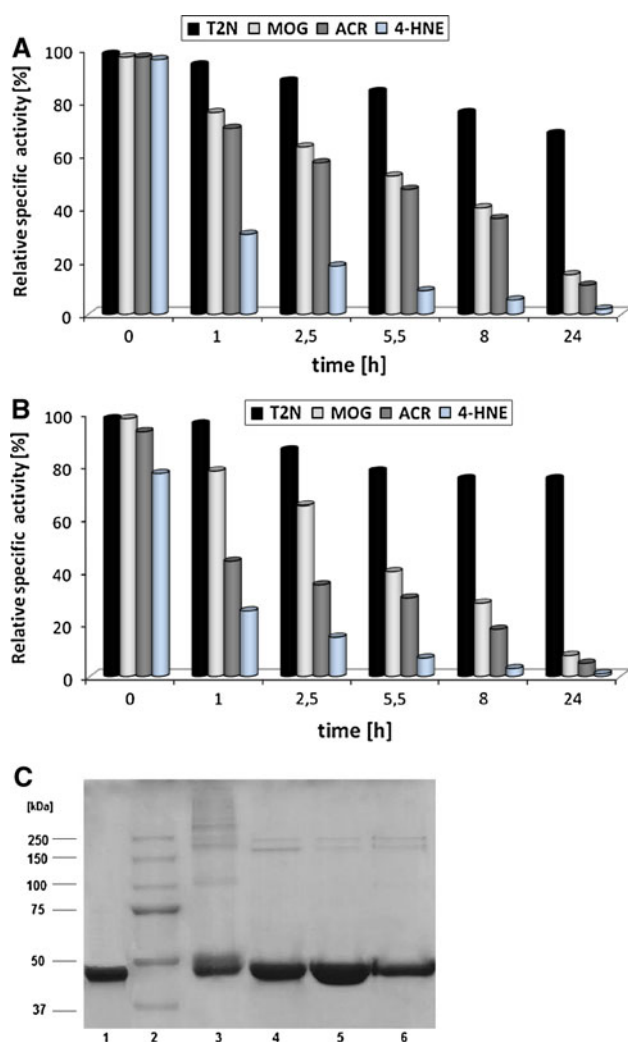 A
T2N MOG ACR 4-HNE
Relative specific activity [%]
100
80
60
40
20
0
0 1 2,5 5,5 8 24
time [h]
B
T2N MOG ACR 4-HNE
Relative specific activity [%]
100
80
60
40
20
0
0 1 2,5 5,5 8 24
time [h]
C
[kDa]
250
150
100
75
50
37
1 2 3 4 5 6